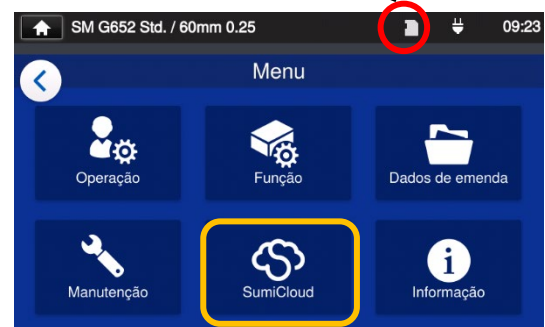 SM G652 Std. / 60mm 0.25 09:23
Menu
Operação Função Dados de emenda
Manutenção SumiCloud Informação